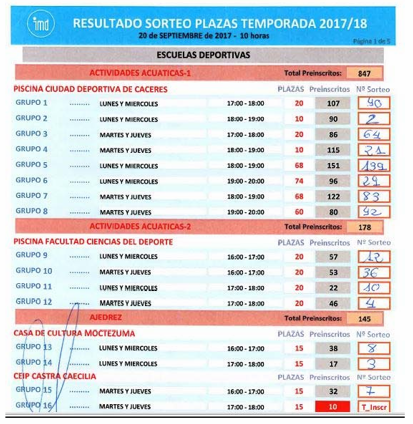 imd
RESULTADO SORTEO PLAZAS TEMPORADA 2017/18
20 de SEPTIEMBRE de 2017 - 10 horas
Página 1 de 5
ESCUELAS DEPORTIVAS
ACTIVIDADES ACUATICAS-1 Total Preinscritos: 847
PISCINA CIUDAD DEPORTIVA DE CACERES PLAZAS Preinscritos Nº Sorteo
GRUPO 1 ......... LUNES Y MIERCOLES 17:00 - 18:00 20 107 90
GRUPO 2 ......... LUNES Y MIERCOLES 18:00 - 19:00 10 90 2
GRUPO 3 ......... MARTES Y JUEVES 17:00 - 18:00 20 86 64
GRUPO 4 ......... MARTES Y JUEVES 18:00 - 19:00 10 115 21
GRUPO 5 ......... LUNES Y MIERCOLES 18:00 - 19:00 68 151
GRUPO 6 ......... LUNES Y MIERCOLES 19:00 - 20:00 74 96 29
GRUPO 7 ......... MARTES Y JUEVES 17:00 - 18:00 68 122 83
GRUPO 8 ......... MARTES Y JUEVES 19:00 - 20:00 60 80
ACTIVIDADES ACUATICAS-2 Total Preinscritos: 178
PISCINA FACULTAD CIENCIAS DEL DEPORTE PLAZAS Preinscritos Nº Sorteo
GRUPO 9 ......... LUNES Y MIERCOLES 16:00 - 17:00 20 57
GRUPO 10 ......... MARTES Y JUEVES 16:00 - 17:00 20 53 36
GRUPO 11 ......... LUNES Y MIERCOLES 17:00 - 18:00 20 22 10
GRUPO 12 ......... MARTES Y JUEVES 17:00 - 18:00 20 46 4
AJEDREZ Total Preinscritos: 145
CASA DE CULTURA MOCTEZUMA PLAZAS Preinscritos Nº Sorteo
GRUPO 13 ......... LUNES Y MIERCOLES 16:00 - 17:00 15 38 8
GRUPO 14 ......... LUNES Y MIERCOLES 17:00 - 18:00 15 17 3
CEIP CASTRA CAECILIA PLAZAS Preinscritos Nº Sorteo
GRUPO 15 ......... MARTES Y JUEVES 16:00 - 17:00 15 32 7
GRUPO 16 ......... MARTES Y JUEVES 17:00 - 18:00 15 10 T_Inscr